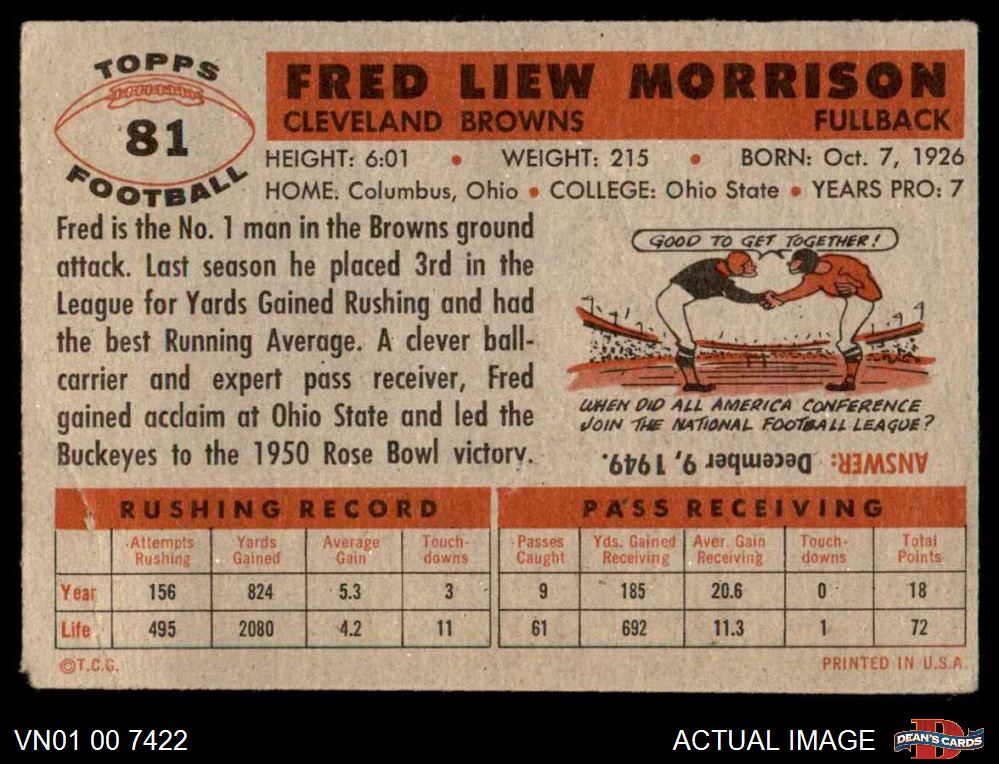 TOPPS
81
FOOTBALL
FRED LIEW MORRISON
CLEVELAND BROWNS FULLBACK
HEIGHT: 6:01 • WEIGHT: 215 • BORN: Oct. 7, 1926
HOME: Columbus, Ohio • COLLEGE: Ohio State • YEARS PRO: 7
Fred is the No. 1 man in the Browns ground
attack. Last season he placed 3rd in the
League for Yards Gained Rushing and had
the best Running Average. A clever ball-
carrier and expert pass receiver, Fred
gained acclaim at Ohio State and led the
Buckeyes to the 1950 Rose Bowl victory.
GOOD TO GET TOGETHER!
WHEN DID ALL AMERICA CONFERENCE
JOIN THE NATIONAL FOOTBALL LEAGUE?
ANSWER: December 9, 1949.
RUSHING RECORD PASS RECEIVING
Attempts Rushing Yards Gained Average Gain Touch-downs Passes Caught Yds. Gained Receiving Aver. Gain Receiving Touch-downs Total Points
Year 156 824 5.3 3 9 185 20.6 0 18
Life 495 2080 4.2 11 61 692 11.3 1 72
©T.C.G. PRINTED IN U.S.A.
VN01 00 7422 ACTUAL IMAGE DEAN'S CARDS